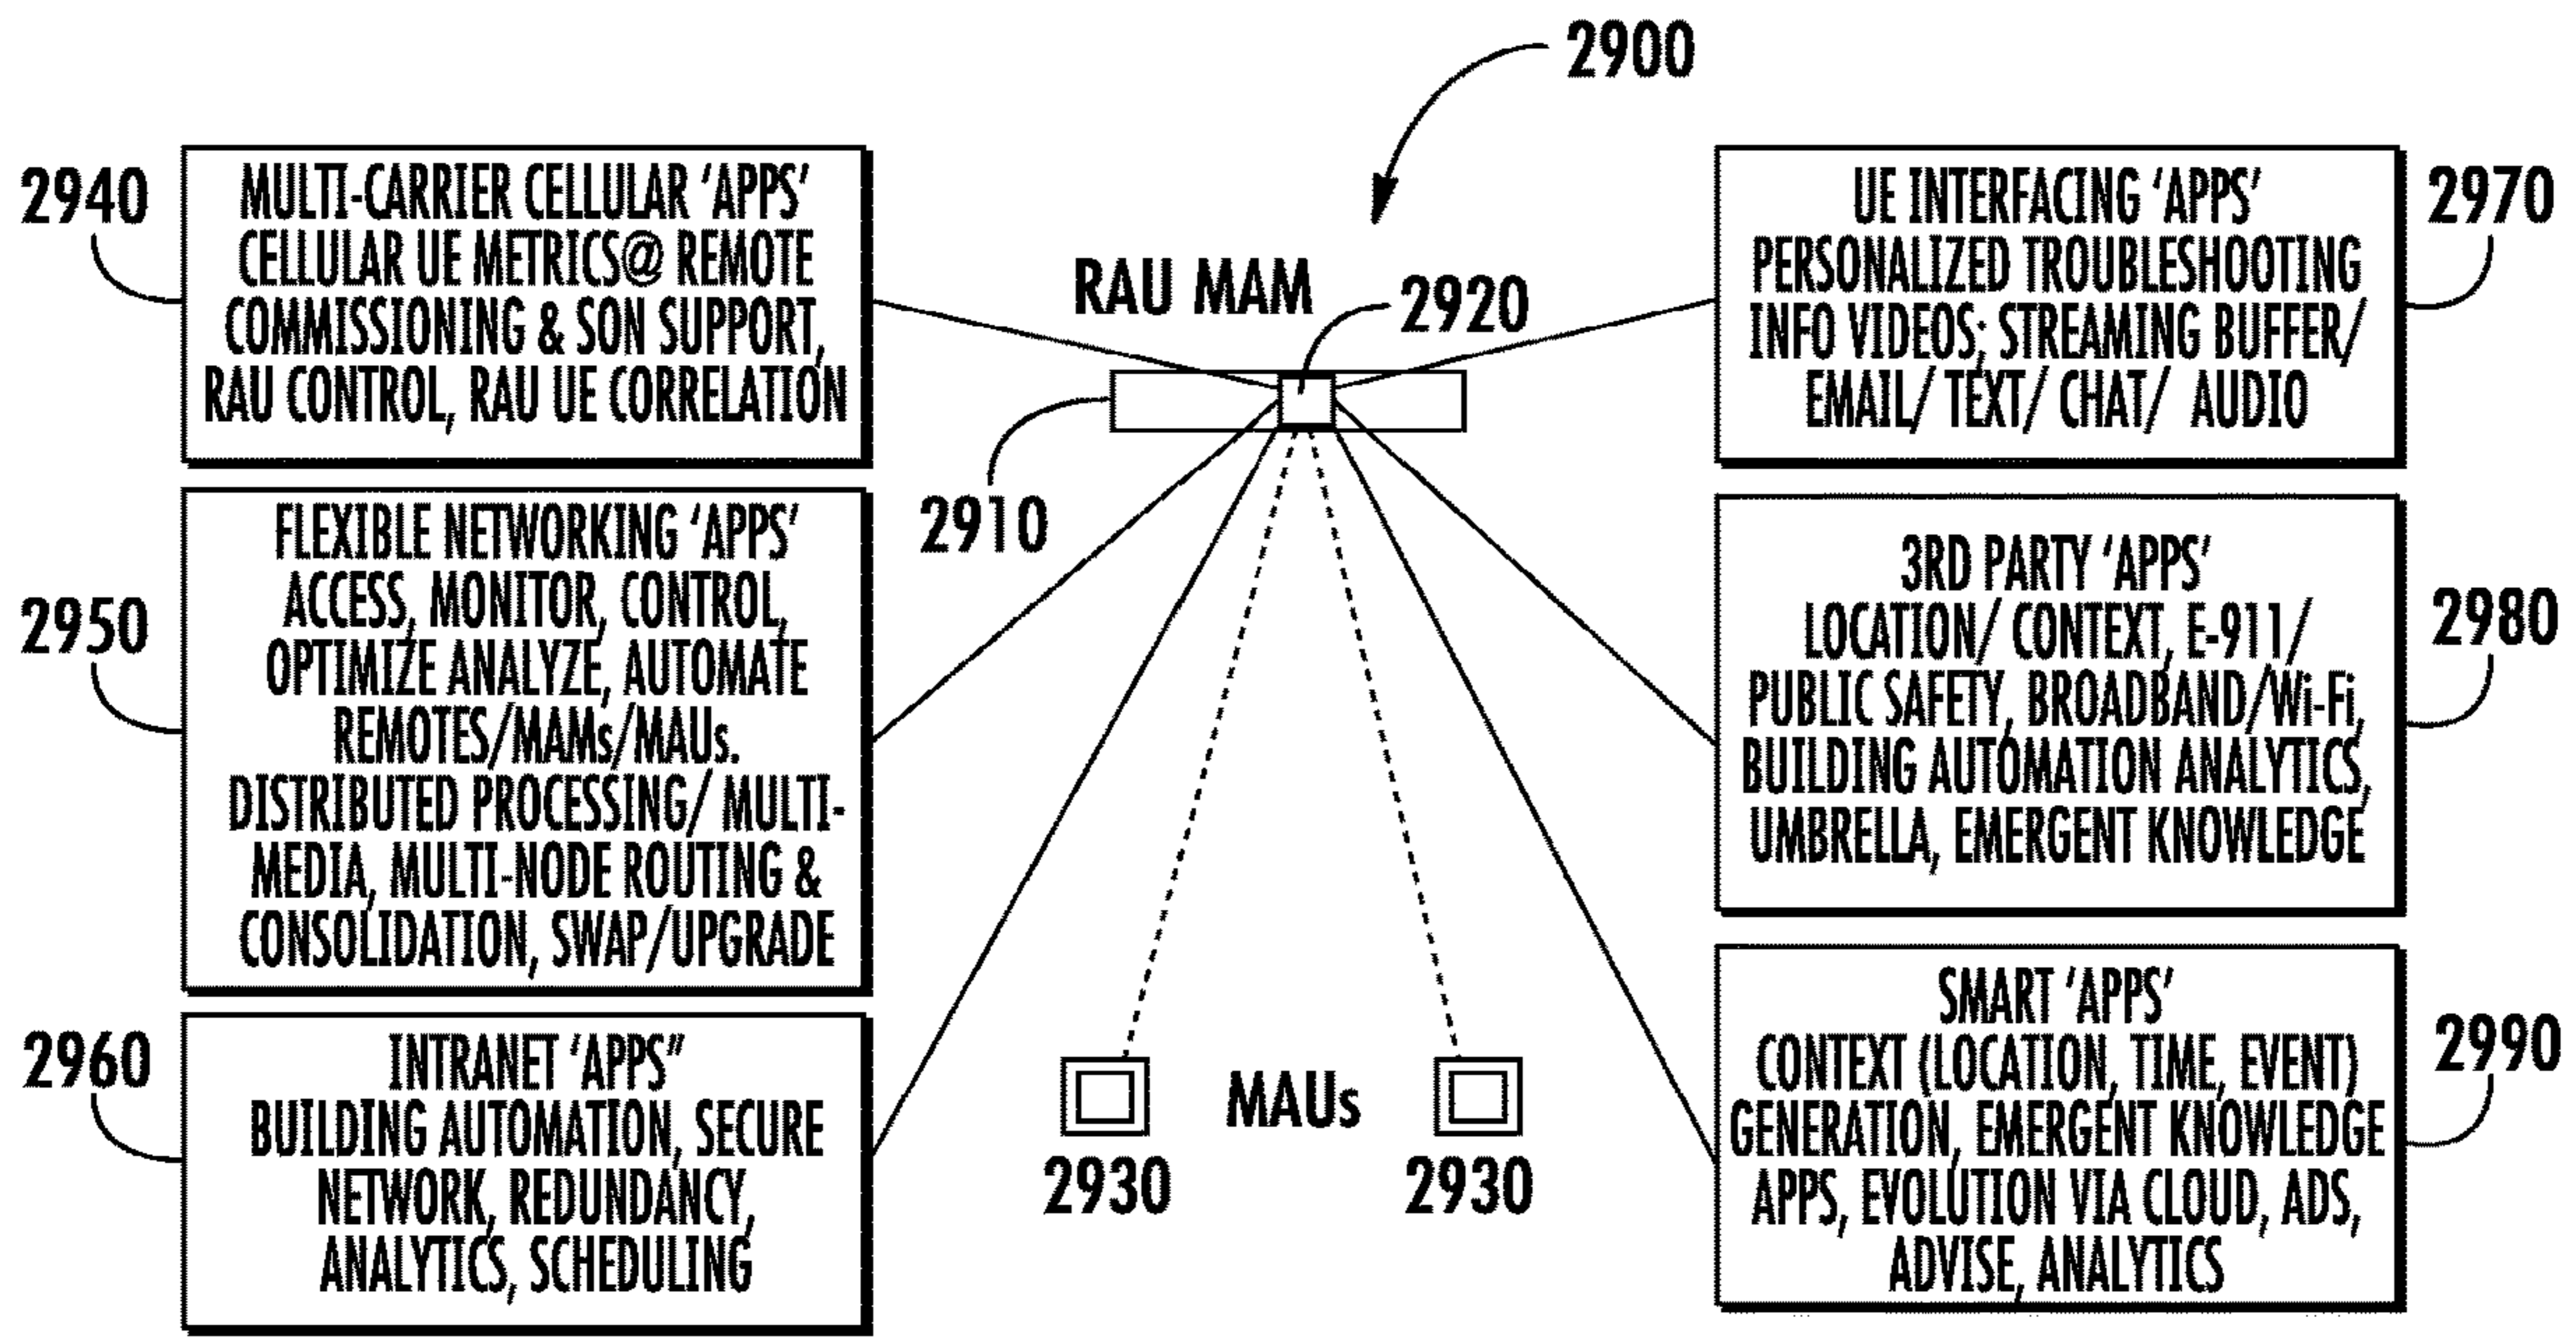 2900
2940
MULTI-CARRIER CELLULAR 'APPS'
CELLULAR UE METRICS@ REMOTE
COMMISSIONING & SON SUPPORT,
RAU CONTROL, RAU UE CORRELATION
2950
FLEXIBLE NETWORKING 'APPS'
ACCESS, MONITOR, CONTROL,
OPTIMIZE ANALYZE, AUTOMATE
REMOTES/MAMs/MAUs.
DISTRIBUTED PROCESSING/ MULTI-
MEDIA, MULTI-NODE ROUTING &
CONSOLIDATION, SWAP/UPGRADE
2960
INTRANET 'APPS"
BUILDING AUTOMATION, SECURE
NETWORK, REDUNDANCY,
ANALYTICS, SCHEDULING
RAU MAM
2920
2910
MAUs
2930
2930
UE INTERFACING 'APPS'
PERSONALIZED TROUBLESHOOTING
INFO VIDEOS; STREAMING BUFFER/
EMAIL/ TEXT/ CHAT/ AUDIO
2970
3RD PARTY 'APPS'
LOCATION/ CONTEXT, E-911/
PUBLIC SAFETY, BROADBAND/Wi-Fi,
BUILDING AUTOMATION ANALYTICS,
UMBRELLA, EMERGENT KNOWLEDGE
2980
SMART 'APPS'
CONTEXT (LOCATION, TIME, EVENT)
GENERATION, EMERGENT KNOWLEDGE
APPS, EVOLUTION VIA CLOUD, ADS,
ADVISE, ANALYTICS
2990